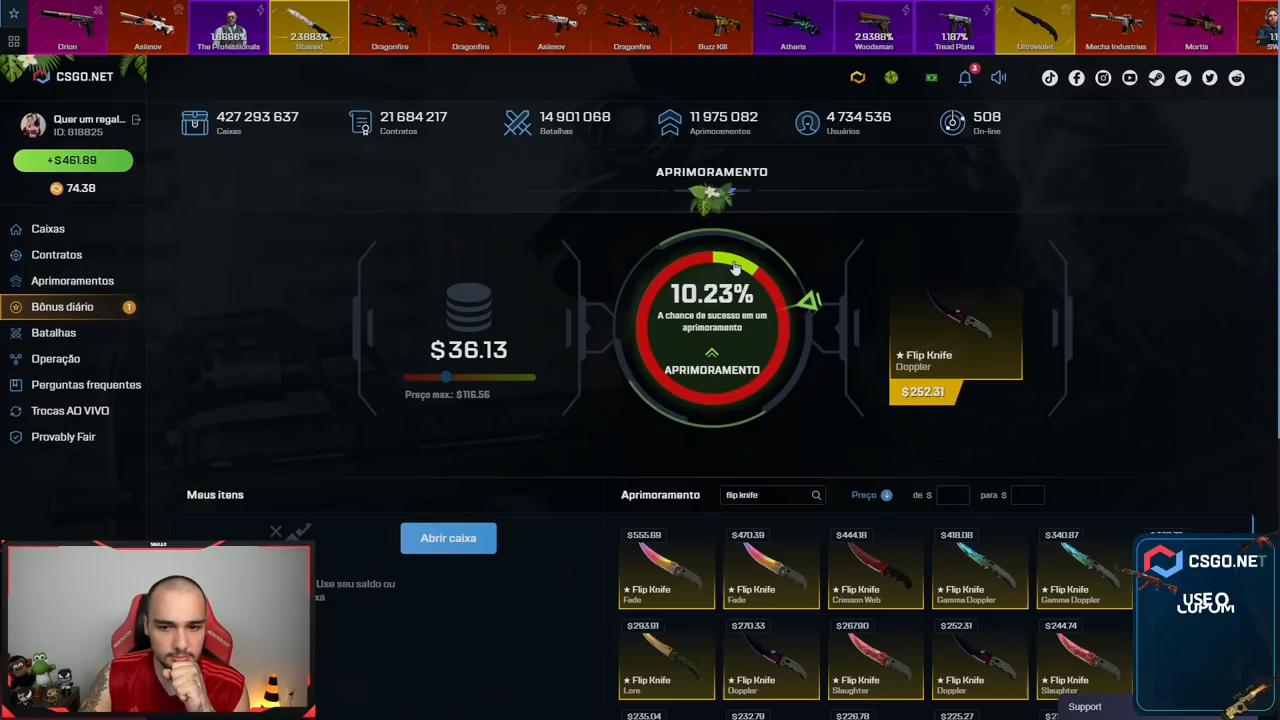 Orion
Asiimov
1.6686%
The Professionals
2.3883%
Stained
Dragonfire
Dragonfire
Asiimov
Dragonfire
Buzz Kill
Atheris
2.9388%
Woodsman
1.187%
Tread Plate
Ultraviolet
Mecha Industries
Mortis
CSGO.NET
3
Quer um regal...
ID: 818825
+$461.89
74.38
427 293 637
Caixas
21 684 217
Contratos
14 901 068
Batalhas
11 975 082
Aprimoramentos
4 734 536
Usuários
508
On-line
Caixas
Contratos
Aprimoramentos
Bônus diário
1
Batalhas
Operação
Perguntas frequentes
Trocas AO VIVO
Provably Fair
APRIMORAMENTO
$36.13
Preço max.: $116.56
10.23%
A chance de sucesso em um
aprimoramento
APRIMORAMENTO
★ Flip Knife
Doppler
$252.31
Meus itens
Abrir caixa
Use seu saldo ou
xa
Aprimoramento
flip knife
Preço
de $
para $
$555.69
★ Flip Knife
Fade
$470.39
★ Flip Knife
Fade
$444.18
★ Flip Knife
Crimson Web
$418.08
★ Flip Knife
Gamma Doppler
$340.87
★ Flip Knife
Gamma Doppler
$293.91
★ Flip Knife
Lore
$270.33
★ Flip Knife
Doppler
$267.90
★ Flip Knife
Slaughter
$252.31
★ Flip Knife
Doppler
$244.74
★ Flip Knife
Slaughter
$235.04
$232.79
$226.78
$225.27
CSGO.NET
USE O
CUPOM
Support